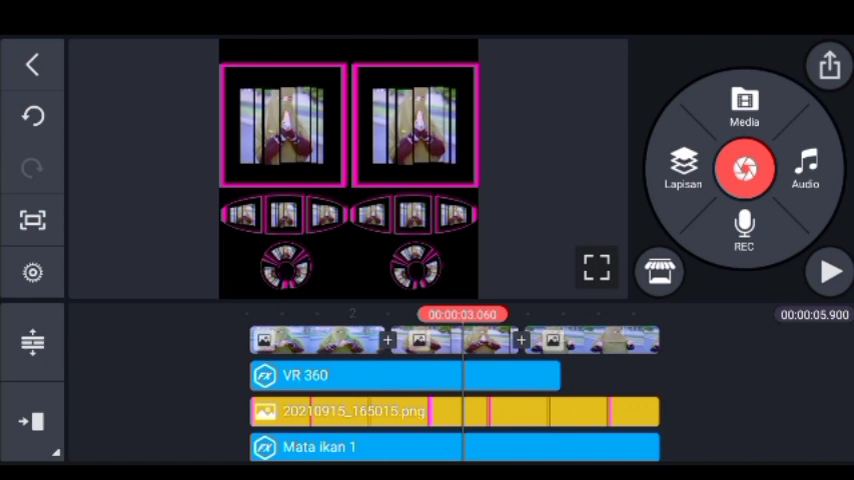 Media
Lapisan
Audio
REC
2
00:00:03.060
00:00:05.900
VR 360
20210915_165015.png
Mata ikan 1